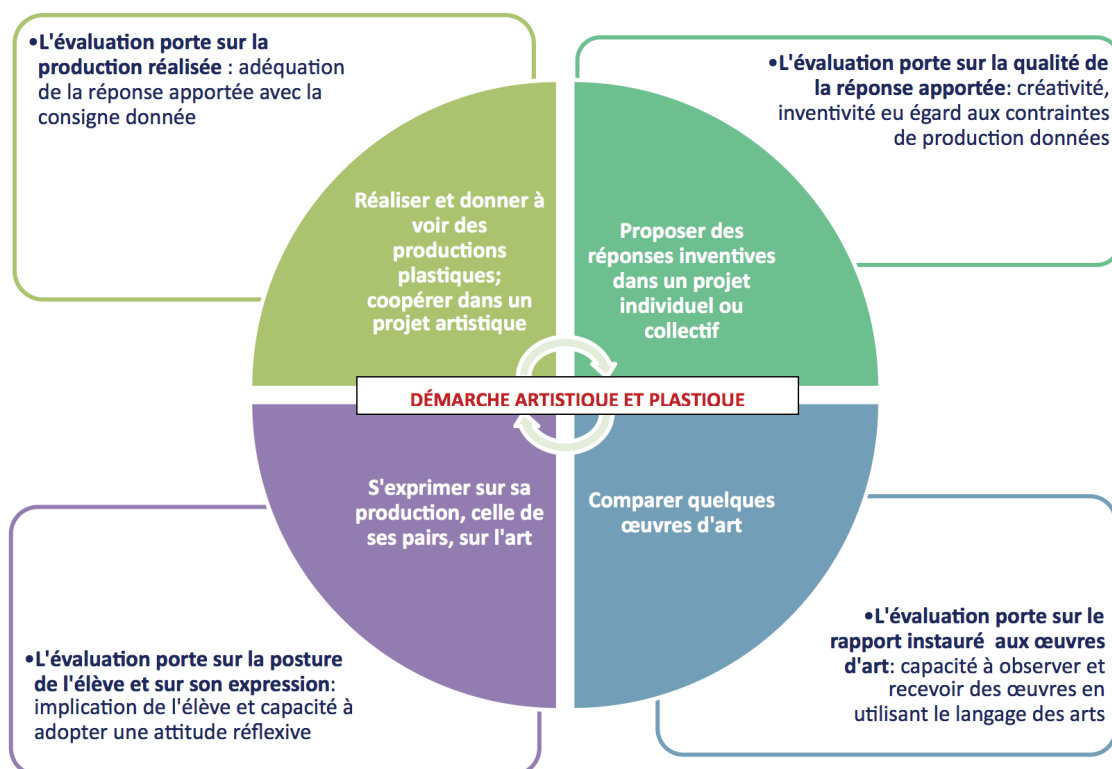 •L'évaluation porte sur la
production réalisée : adéquation
de la réponse apportée avec la
consigne donnée
•L'évaluation porte sur la qualité de
la réponse apportée: créativité,
inventivité eu égard aux contraintes
de production données
Réaliser et donner à
voir des
productions
plastiques;
coopérer dans un
projet artistique
Proposer des
réponses inventives
dans un projet
individuel ou
collectif
DÉMARCHE ARTISTIQUE ET PLASTIQUE
S'exprimer sur sa
production, celle de
ses pairs, sur l'art
Comparer quelques
œuvres d'art
•L'évaluation porte sur la posture
de l'élève et sur son expression:
implication de l'élève et capacité à
adopter une attitude réflexive
•L'évaluation porte sur le
rapport instauré aux œuvres
d'art: capacité à observer et
recevoir des œuvres en
utilisant le langage des arts